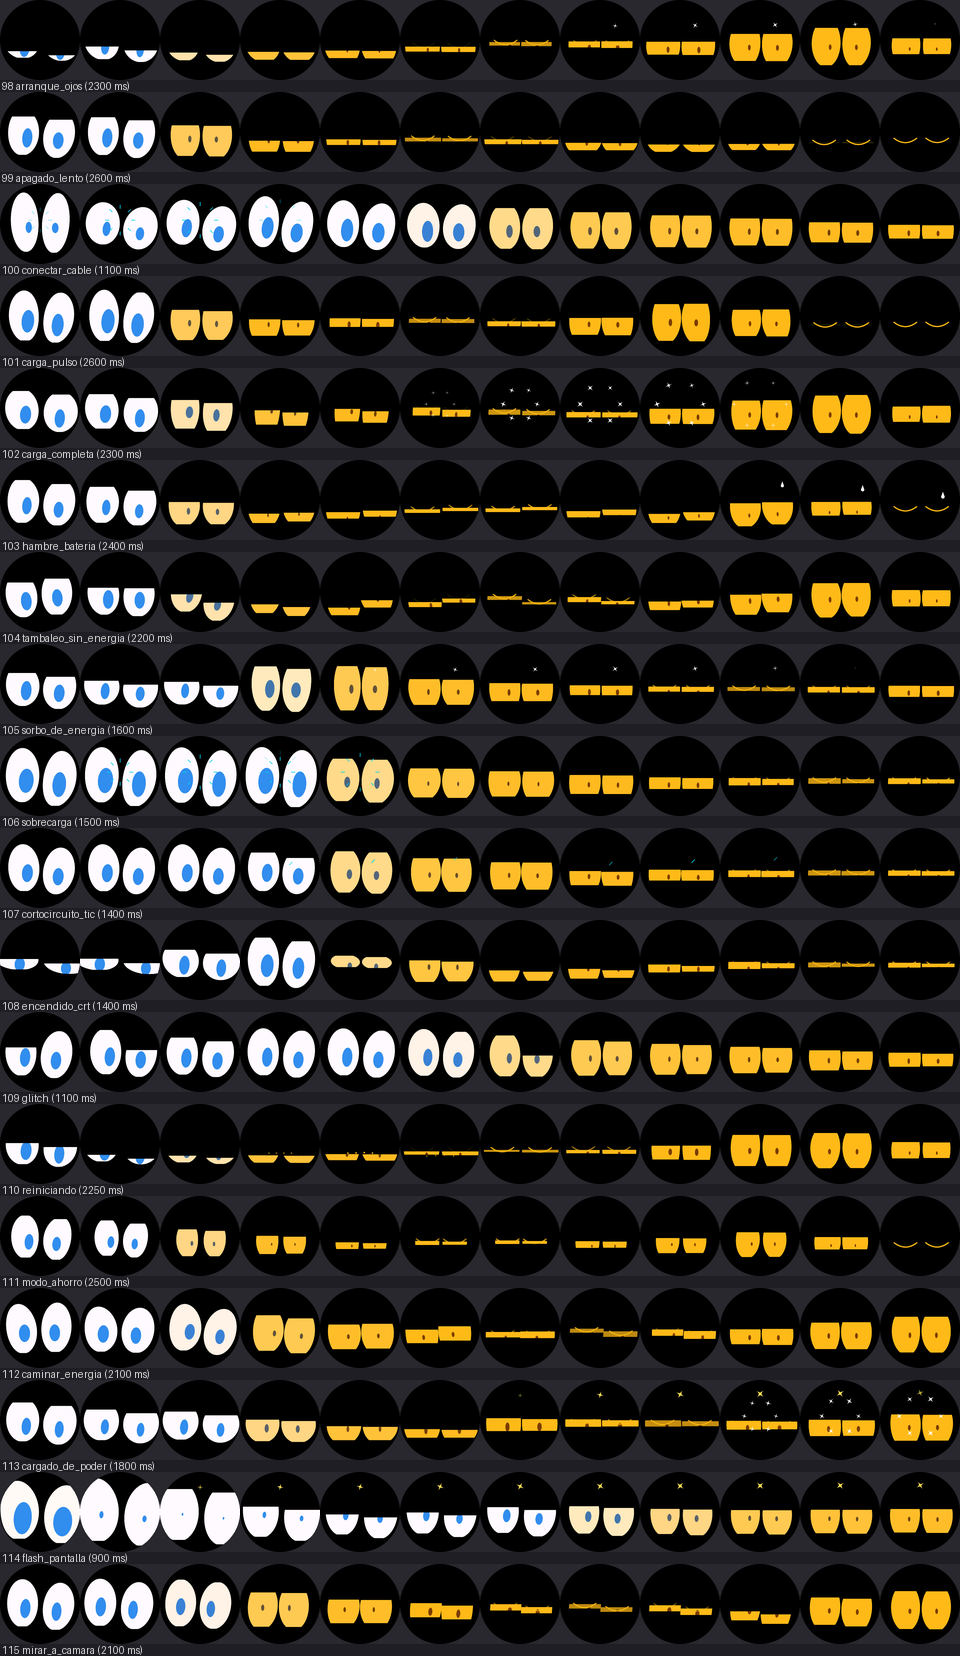 98 arranque_ojos (2300 ms)
99 apagado_lento (2600 ms)
100 conectar_cable (1100 ms)
101 carga_pulso (2600 ms)
102 carga_completa (2300 ms)
103 hambre_bateria (2400 ms)
104 tambaleo_sin_energia (2200 ms)
105 sorbo_de_energia (1600 ms)
106 sobrecarga (1500 ms)
107 cortocircuito_tic (1400 ms)
108 encendido_crt (1400 ms)
109 glitch (1100 ms)
110 reiniciando (2250 ms)
111 modo_ahorro (2500 ms)
112 caminar_energia (2100 ms)
113 cargado_de_poder (1800 ms)
114 flash_pantalla (900 ms)
115 mirar_a_camara (2100 ms)